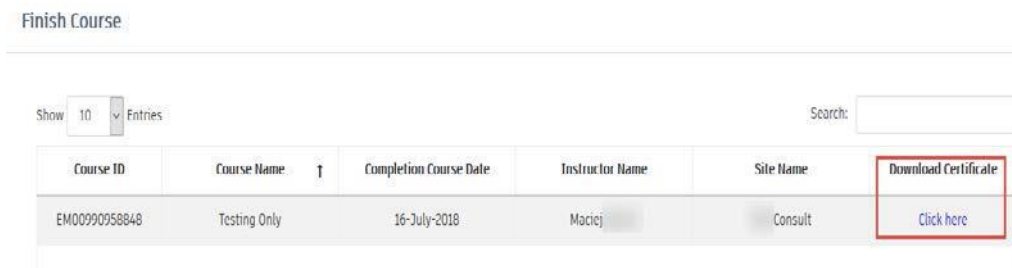 Finish Course
Show 10 Entries Search:
Course ID Course Name ↑ Completion Course Date Instructor Name Site Name Download Certificate
EM00990958848 Testing Only 16-July-2018 Maciej Consult Click here